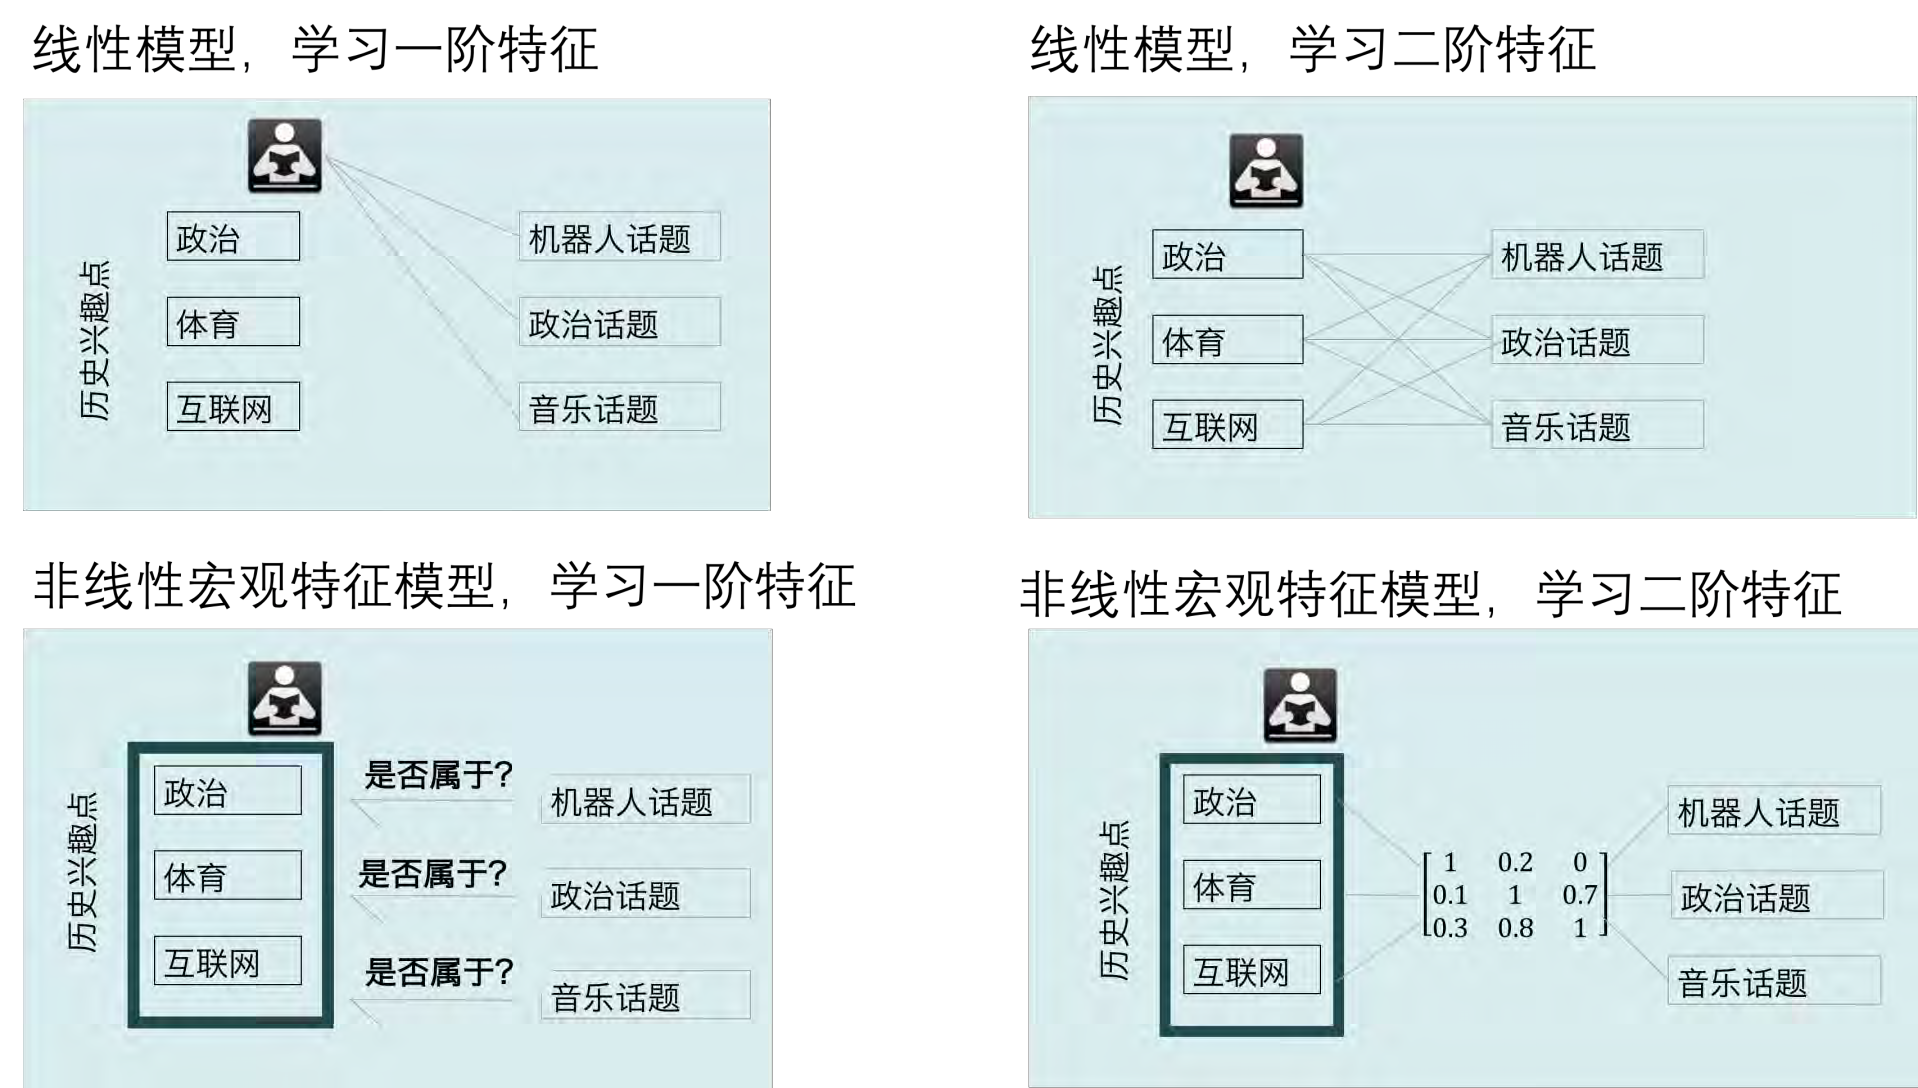 线性模型，学习一阶特征
历史兴趣点
政治
体育
互联网
机器人话题
政治话题
音乐话题
线性模型，学习二阶特征
历史兴趣点
政治
体育
互联网
机器人话题
政治话题
音乐话题
非线性宏观特征模型，学习一阶特征
历史兴趣点
政治
体育
互联网
是否属于?
是否属于?
是否属于?
机器人话题
政治话题
音乐话题
非线性宏观特征模型，学习二阶特征
历史兴趣点
政治
体育
互联网
1 0.2 0
0.1 1 0.7
0.3 0.8 1
机器人话题
政治话题
音乐话题